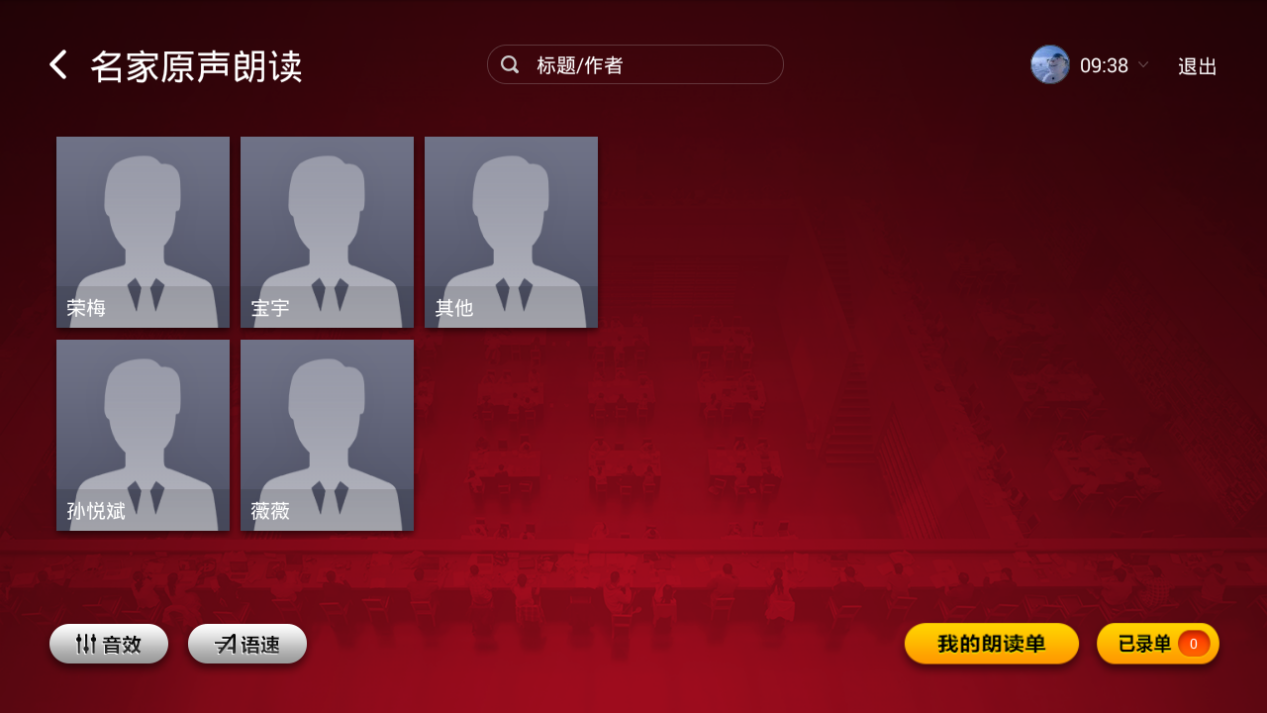 名家原声朗读
标题/作者
09:38
退出
荣梅
宝宇
其他
孙悦斌
薇薇
音效
语速
我的朗读单
已录单 0